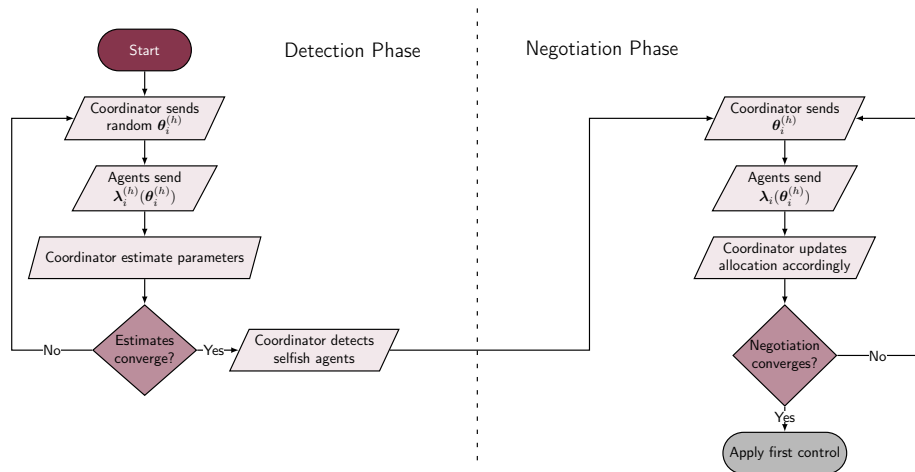 Start
Detection Phase
Coordinator sends
random θ_i^{(h)}
Agents send
λ_i^{(h)}(θ_i^{(h)})
Coordinator estimate parameters
Estimates
converge?
No
Yes
Coordinator detects
selfish agents
Negotiation Phase
Coordinator sends
θ_i^{(h)}
Agents send
λ_i(θ_i^{(h)})
Coordinator updates
allocation accordingly
Negotiation
converges?
No
Yes
Apply first control